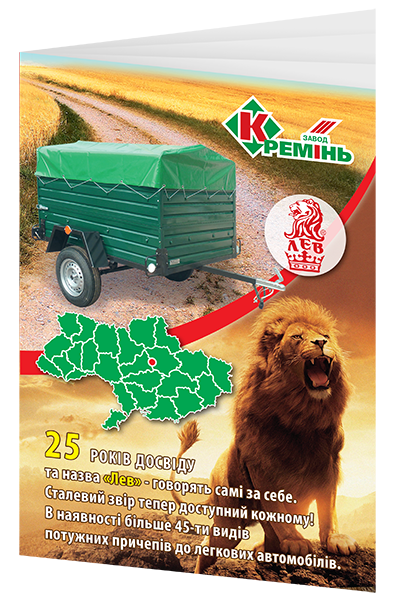 ЗАВОД
КРЕМІНЬ
ЛЕВ
25 РОКІВ ДОСВІДУ
та назва «Лев» - говорять самі за себе.
Сталевий звір тепер доступний кожному!
В наявності більше 45-ти видів
потужних причепів до легкових автомобілів.